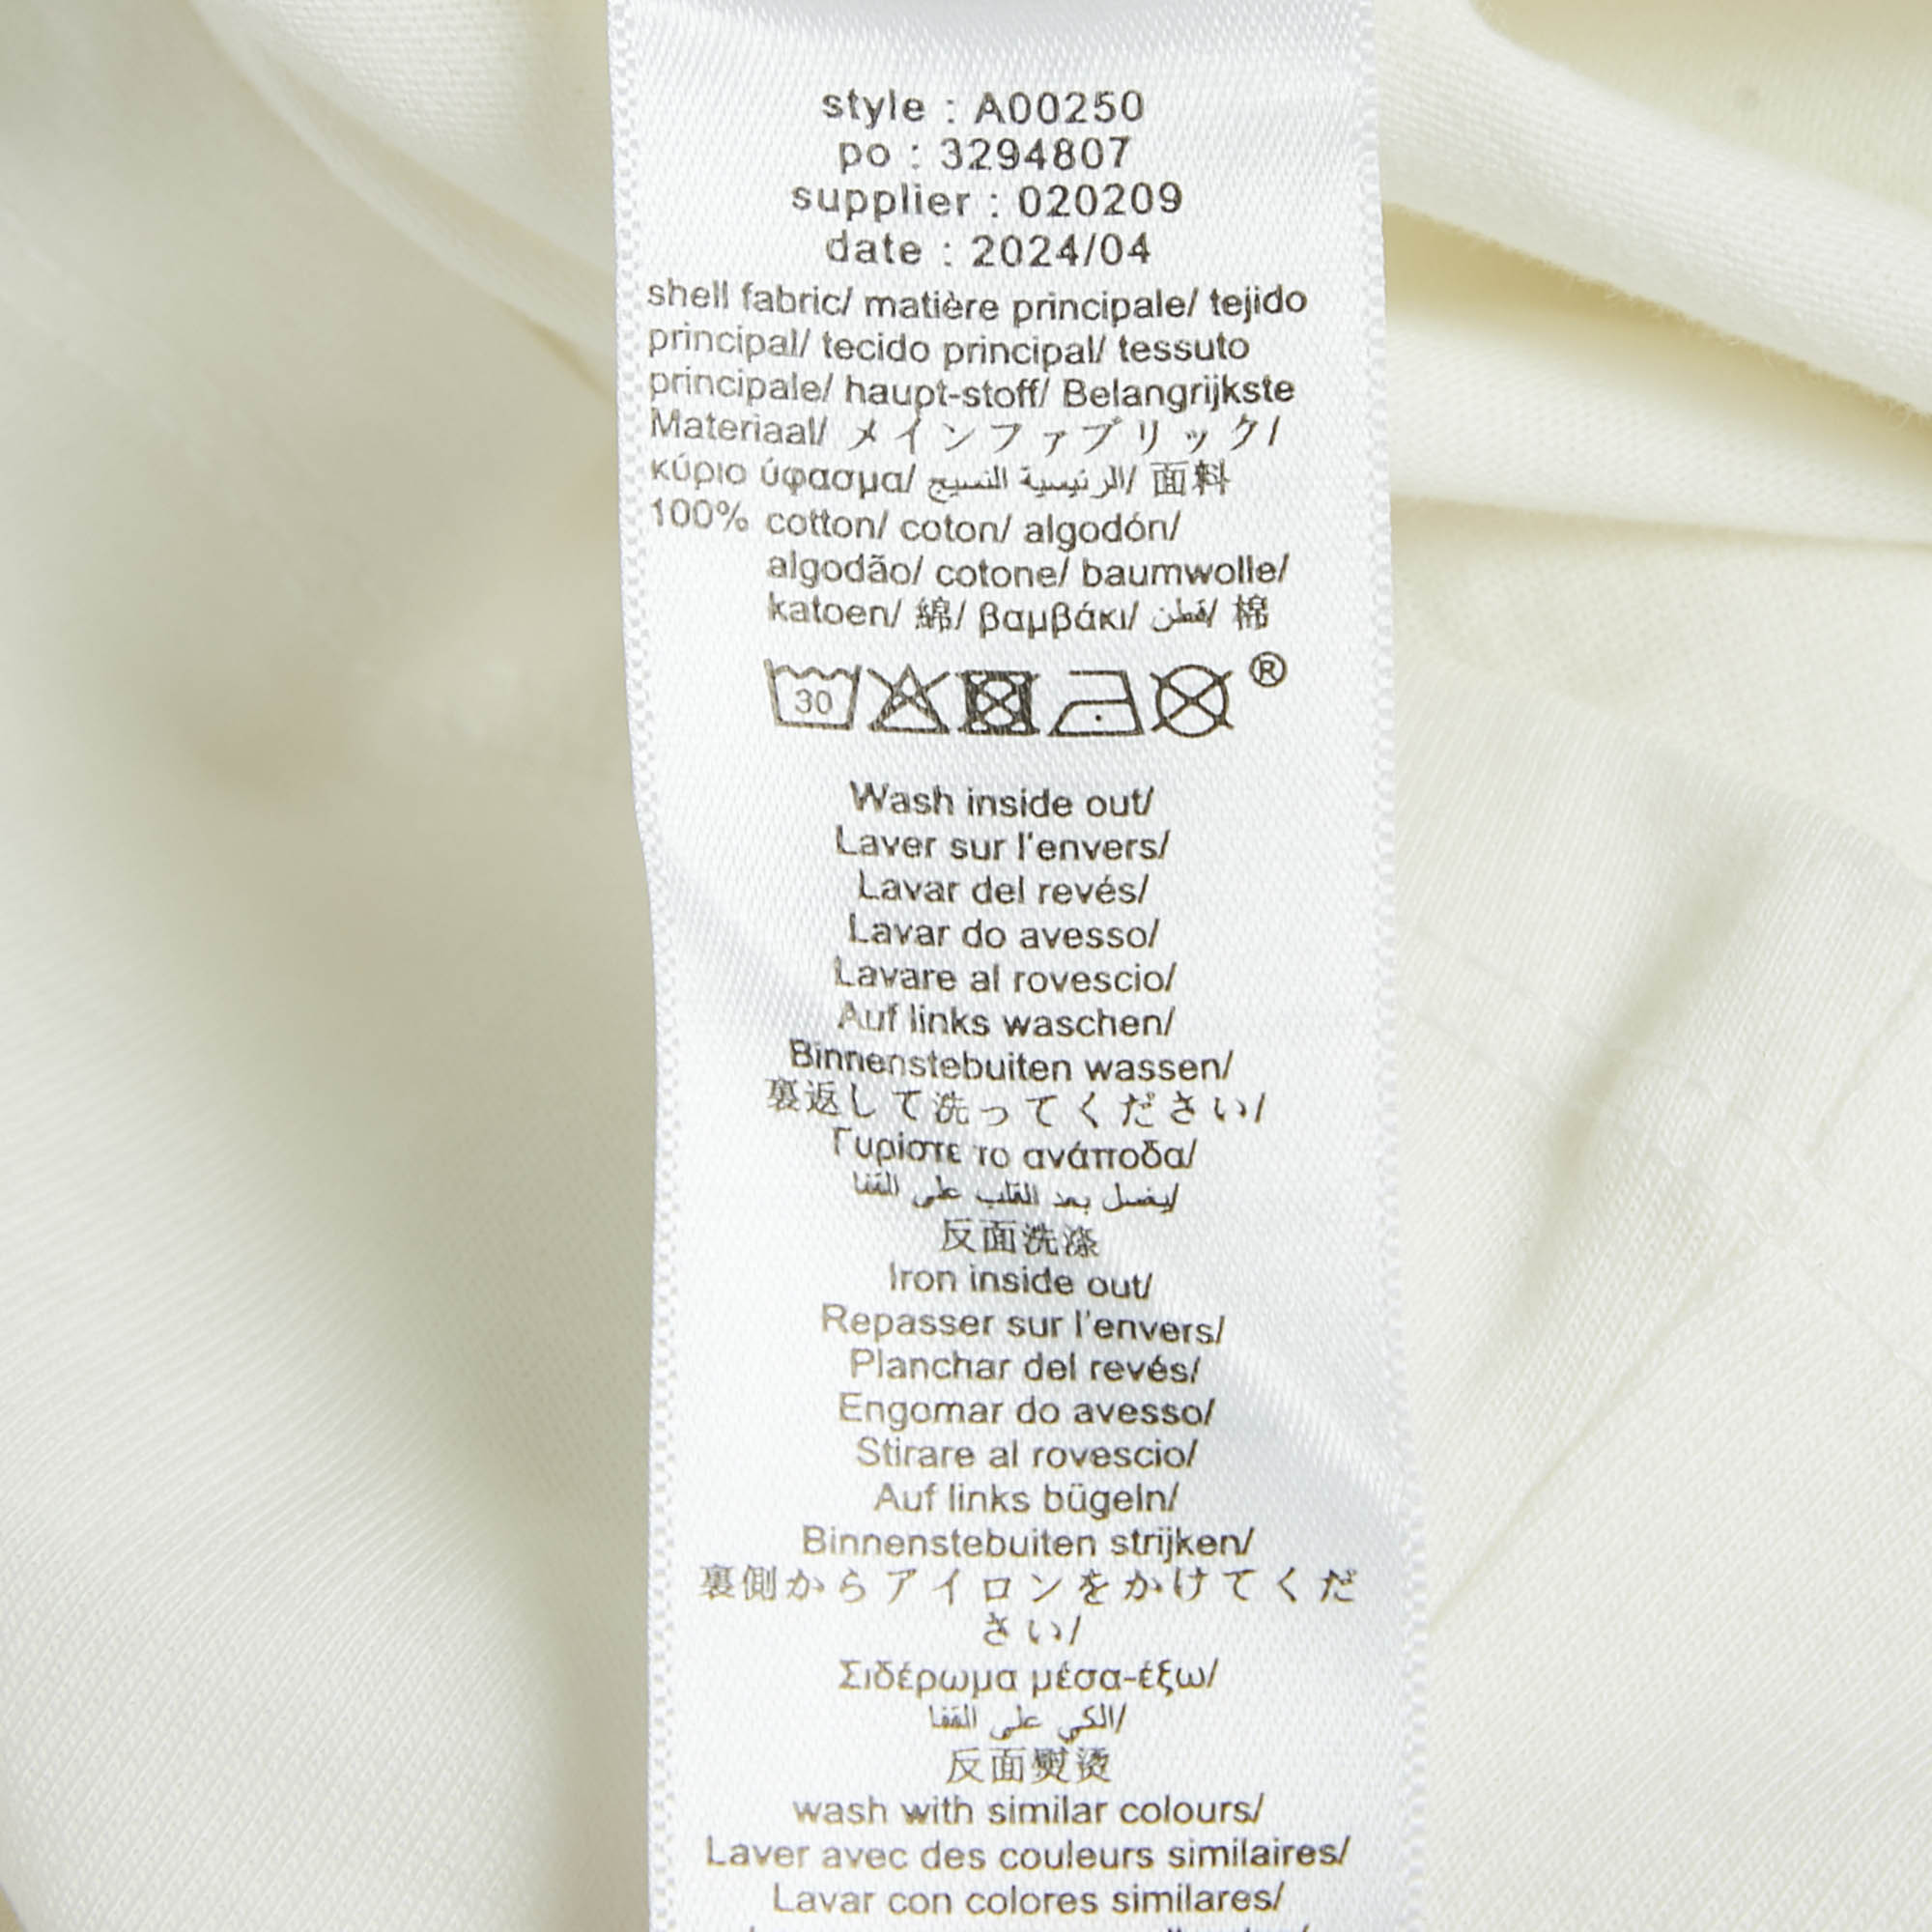 style : A00250
po : 3294807
supplier : 020209
date : 2024/04
shell fabric/ matière principale/ tejido
principal/ tecido principal/ tessuto
principale/ haupt-stoff/ Belangrijkste
Materiaal/ メインファブリック/
κύριο ύφασμα/ الرئيسية النسيج/ 面料
100% cotton/ coton/ algodón/
algodão/ cotone/ baumwolle/
katoen/ 綿/ βαμβάκι/ قطن/ 棉
30 ®
Wash inside out/
Laver sur l'envers/
Lavar del revés/
Lavar do avesso/
Lavare al rovescio/
Auf links waschen/
Binnenstebuiten wassen/
裏返して洗ってください/
Γυρίστε το ανάποδα/
يغسل بعد القلب على القفا/
反面洗涤
Iron inside out/
Repasser sur l'envers/
Planchar del revés/
Engomar do avesso/
Stirare al rovescio/
Auf links bügeln/
Binnenstebuiten strijken/
裏側からアイロンをかけてくだ
さい/
Σιδέρωμα μέσα-έξω/
الكي على القفا/
反面熨烫
wash with similar colours/
Laver avec des couleurs similaires/
Lavar con colores similares/